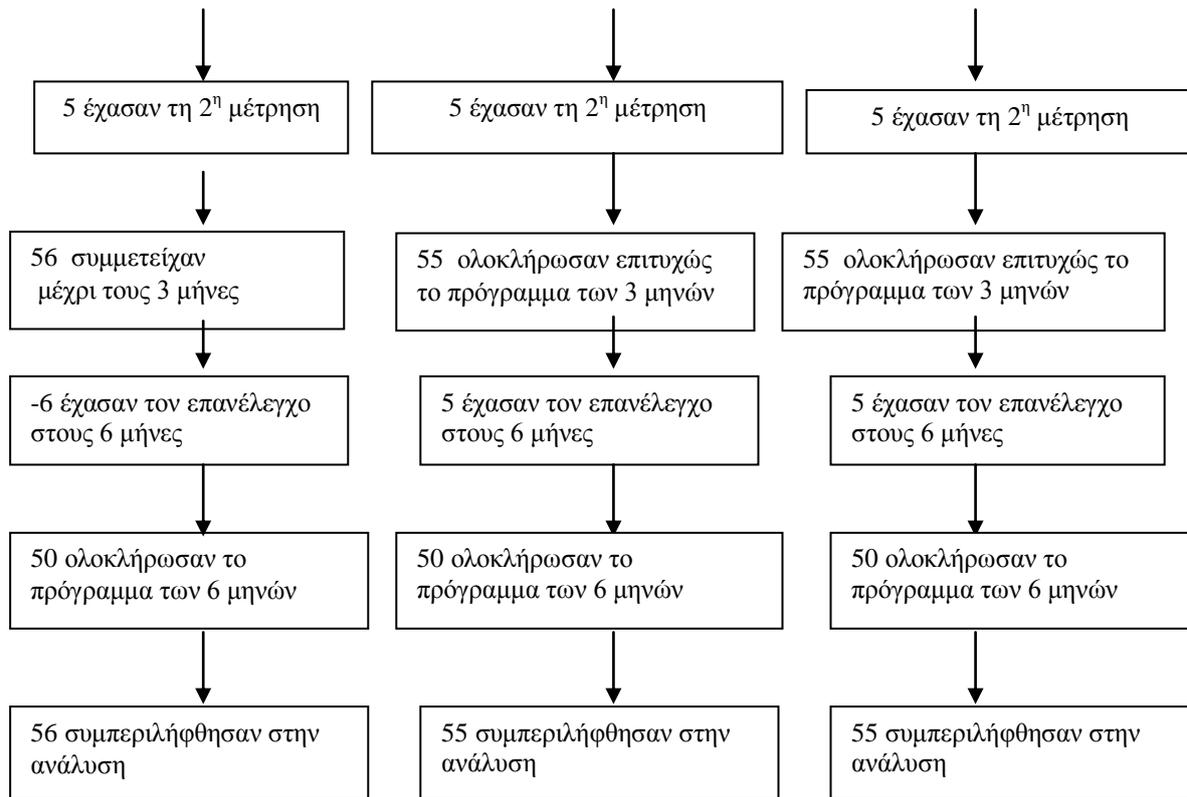 5 έχασαν τη 2η μέτρηση
5 έχασαν τη 2η μέτρηση
5 έχασαν τη 2η μέτρηση
56 συμμετείχαν
μέχρι τους 3 μήνες
55 ολοκλήρωσαν επιτυχώς
το πρόγραμμα των 3 μηνών
55 ολοκλήρωσαν επιτυχώς το
πρόγραμμα των 3 μηνών
-6 έχασαν τον επανέλεγχο
στους 6 μήνες
5 έχασαν τον επανέλεγχο
στους 6 μήνες
5 έχασαν τον επανέλεγχο
στους 6 μήνες
50 ολοκλήρωσαν το
πρόγραμμα των 6 μηνών
50 ολοκλήρωσαν το
πρόγραμμα των 6 μηνών
50 ολοκλήρωσαν το
πρόγραμμα των 6 μηνών
56 συμπεριλήφθησαν στην
ανάλυση
55 συμπεριλήφθησαν στην
ανάλυση
55 συμπεριλήφθησαν στην
ανάλυση